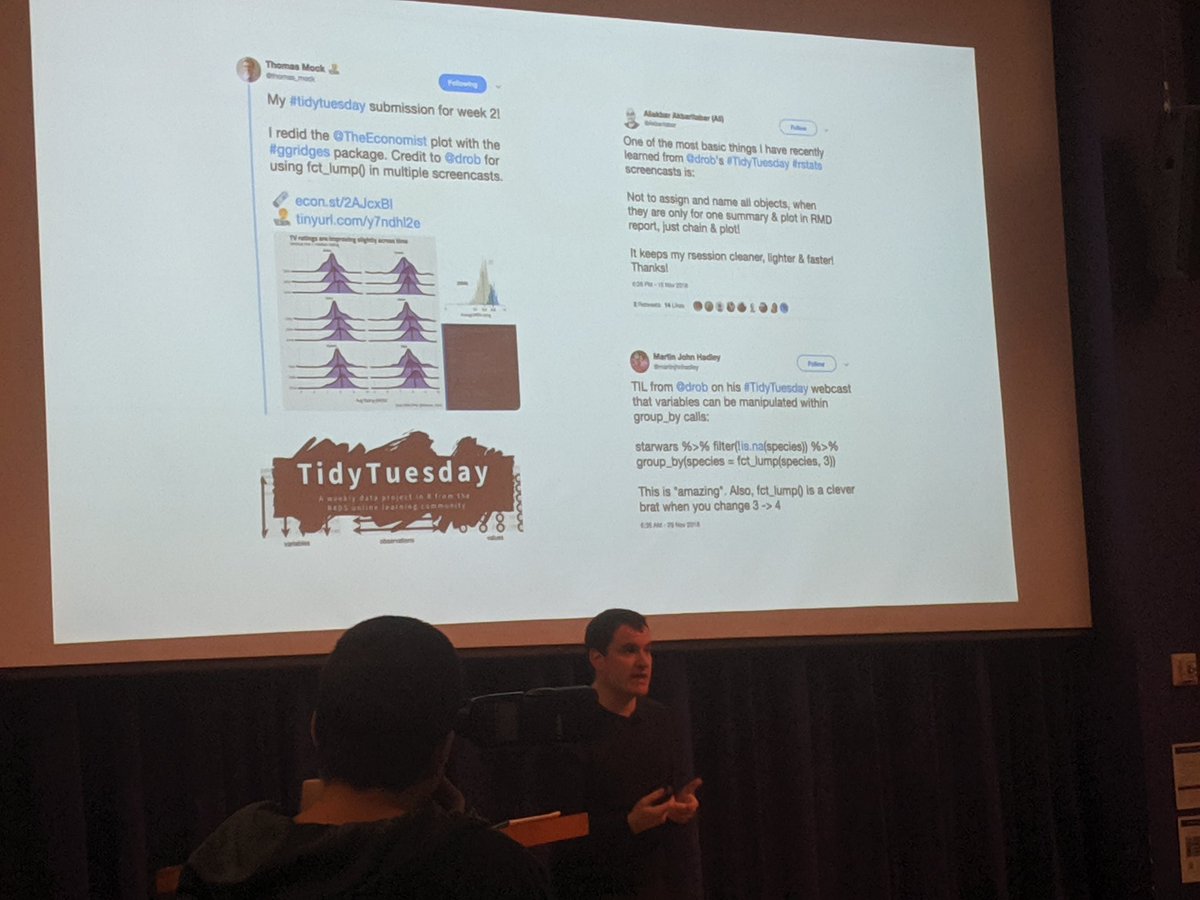 Thomas Mock
@thomas_mock
Following
My #tidytuesday submission for week 2!
I redid the @TheEconomist plot with the
#ggridges package. Credit to @drob for
using fct_lump() in multiple screencasts.
econ.st/2AJcxBl
tinyurl.com/y7ndhl2e
TV ratings are improving slightly across time
TidyTuesday
A weekly data project in R from the
R4DS online learning community
variables
observations
values
Aliakbar Akbaritabar (Ali)
Follow
One of the most basic things I have recently
learned from @drob's #TidyTuesday #rstats
screencasts is:
Not to assign and name all objects, when
they are only for one summary & plot in RMD
report, just chain & plot!
It keeps my rsession cleaner, lighter & faster!
Thanks!
2 Retweets 14 Likes
Martin John Hadley
@martinjhnhadley
Follow
TIL from @drob on his #TidyTuesday webcast
that variables can be manipulated within
group_by calls:
starwars %>% filter(!is.na(species)) %>%
group_by(species = fct_lump(species, 3))
This is "amazing". Also, fct_lump() is a clever
brat when you change 3 -> 4
6:35 AM - 29 Nov 2018